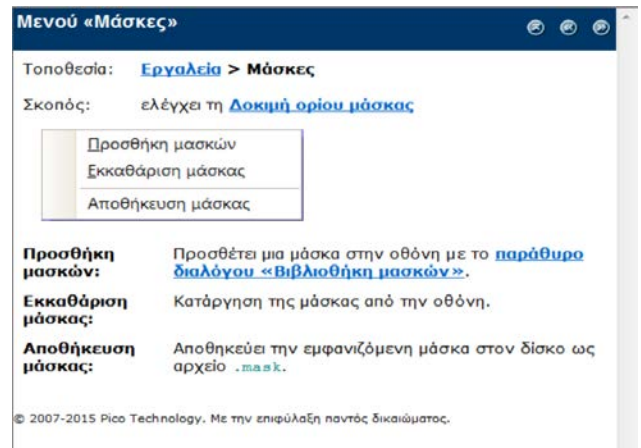 Μενού «Μάσκες»
Τοποθεσία: Εργαλεία > Μάσκες
Σκοπός: ελέγχει τη Δοκιμή ορίου μάσκας
Προσθήκη μασκών
Εκκαθάριση μάσκας
Αποθήκευση μάσκας
Προσθήκη μασκών: Προσθέτει μια μάσκα στην οθόνη με το παράθυρο
διαλόγου «Βιβλιοθήκη μασκών».
Εκκαθάριση μάσκας: Κατάργηση της μάσκας από την οθόνη.
Αποθήκευση μάσκας: Αποθηκεύει την εμφανιζόμενη μάσκα στον δίσκο ως
αρχείο .mask.
© 2007-2015 Pico Technology. Με την επιφύλαξη παντός δικαιώματος.